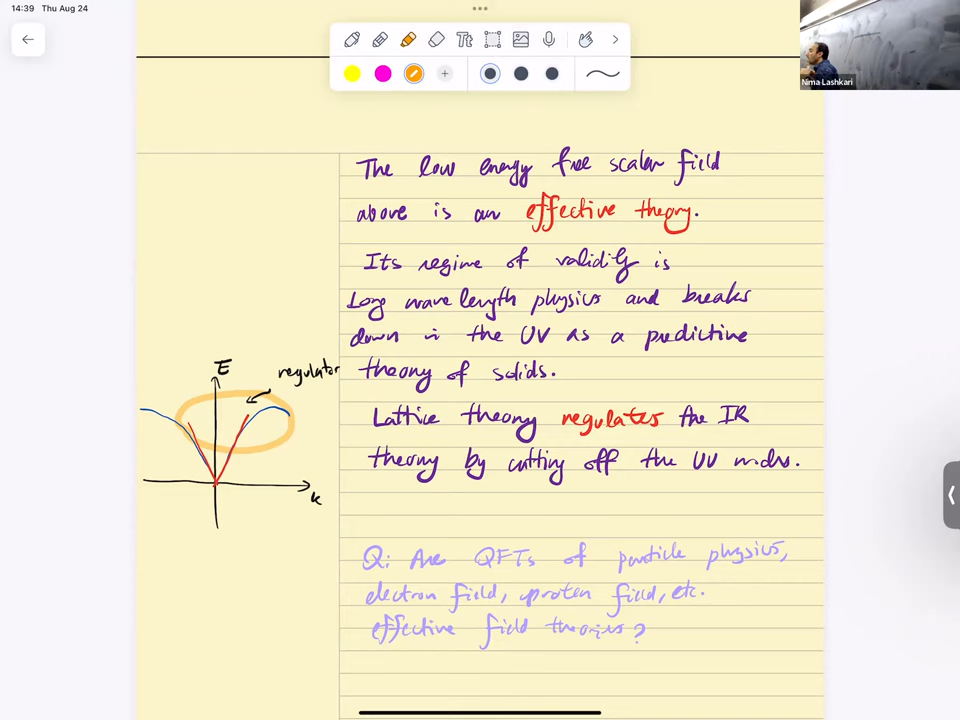 14:39 Thu Aug 24
Tt
Nima Lashkari
The low energy free scalar field
above is an effective theory.
Its regime of validity is
Long wave length physics and breaks
down in the UV as a predictive
theory of solids.
Lattice theory regulates the IR
theory by cutting off the UV modes.
E
regulator
k
Q: Are QFTs of particle physics,
electron field, proton field, etc.
effective field theories?